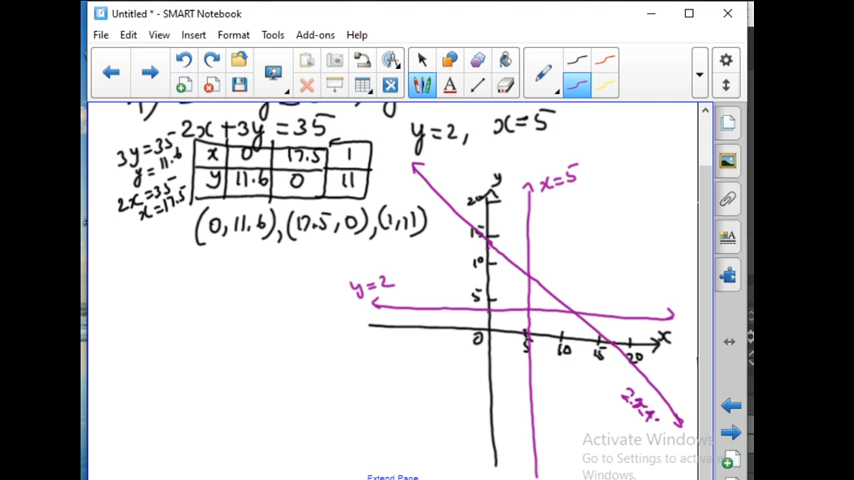 Untitled * - SMART Notebook
File Edit View Insert Format Tools Add-ons Help
2x+3y=35
y=2, x=5
3y=35
y=11.6
2x=35
x=17.5
x 0 17.5 1
y 11.6 0 11
(0,11.6),(17.5,0),(1,11)
y
20
15
10
5
0
5 10 15 20
x
x=5
y=2
Activate Windows
Go to Settings to activa
Windows.
Extend Page